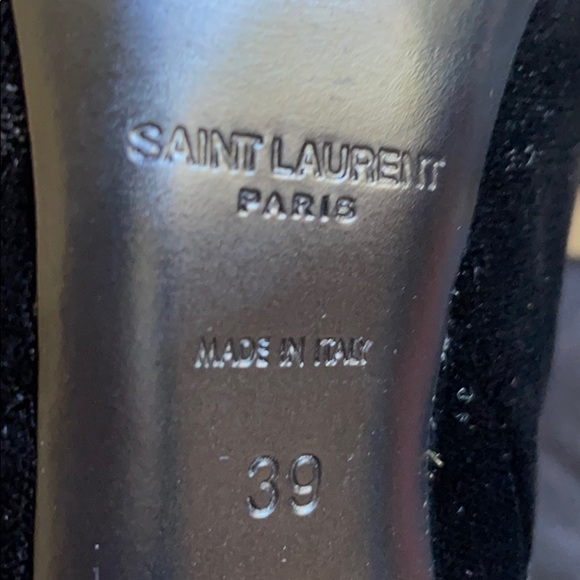 SAINT LAURENT
PARIS
MADE IN ITALY
39